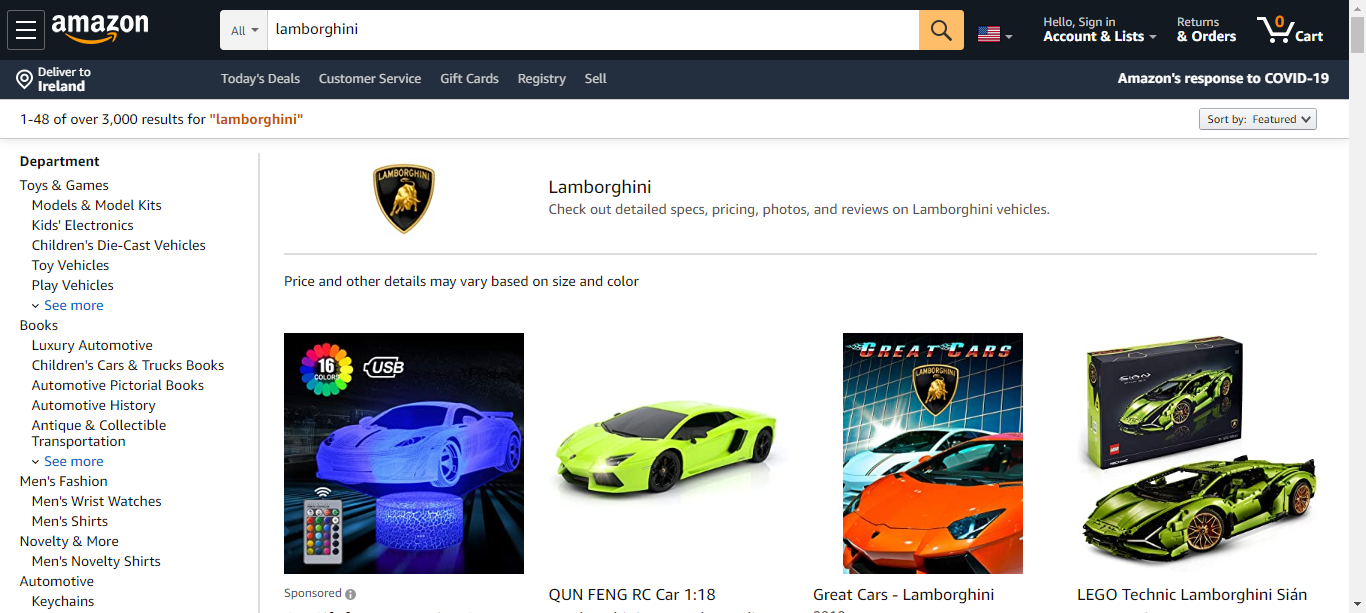 amazon
All
lamborghini
Hello, Sign in
Account & Lists
Returns
& Orders
0
Cart
Deliver to
Ireland
Today's Deals
Customer Service
Gift Cards
Registry
Sell
Amazon's response to COVID-19
1-48 of over 3,000 results for "lamborghini"
Sort by: Featured
Department
Toys & Games
Models & Model Kits
Kids' Electronics
Children's Die-Cast Vehicles
Toy Vehicles
Play Vehicles
See more
Books
Luxury Automotive
Children's Cars & Trucks Books
Automotive Pictorial Books
Automotive History
Antique & Collectible
Transportation
See more
Men's Fashion
Men's Wrist Watches
Men's Shirts
Novelty & More
Men's Novelty Shirts
Automotive
Keychains
LAMBORGHINI
Lamborghini
Check out detailed specs, pricing, photos, and reviews on Lamborghini vehicles.
Price and other details may vary based on size and color
16
COLORS
USB
Sponsored
QUN FENG RC Car 1:18
GREAT CARS
LAMBORGHINI
Great Cars - Lamborghini
SIÁN
LEGO
LEGO Technic Lamborghini Sián